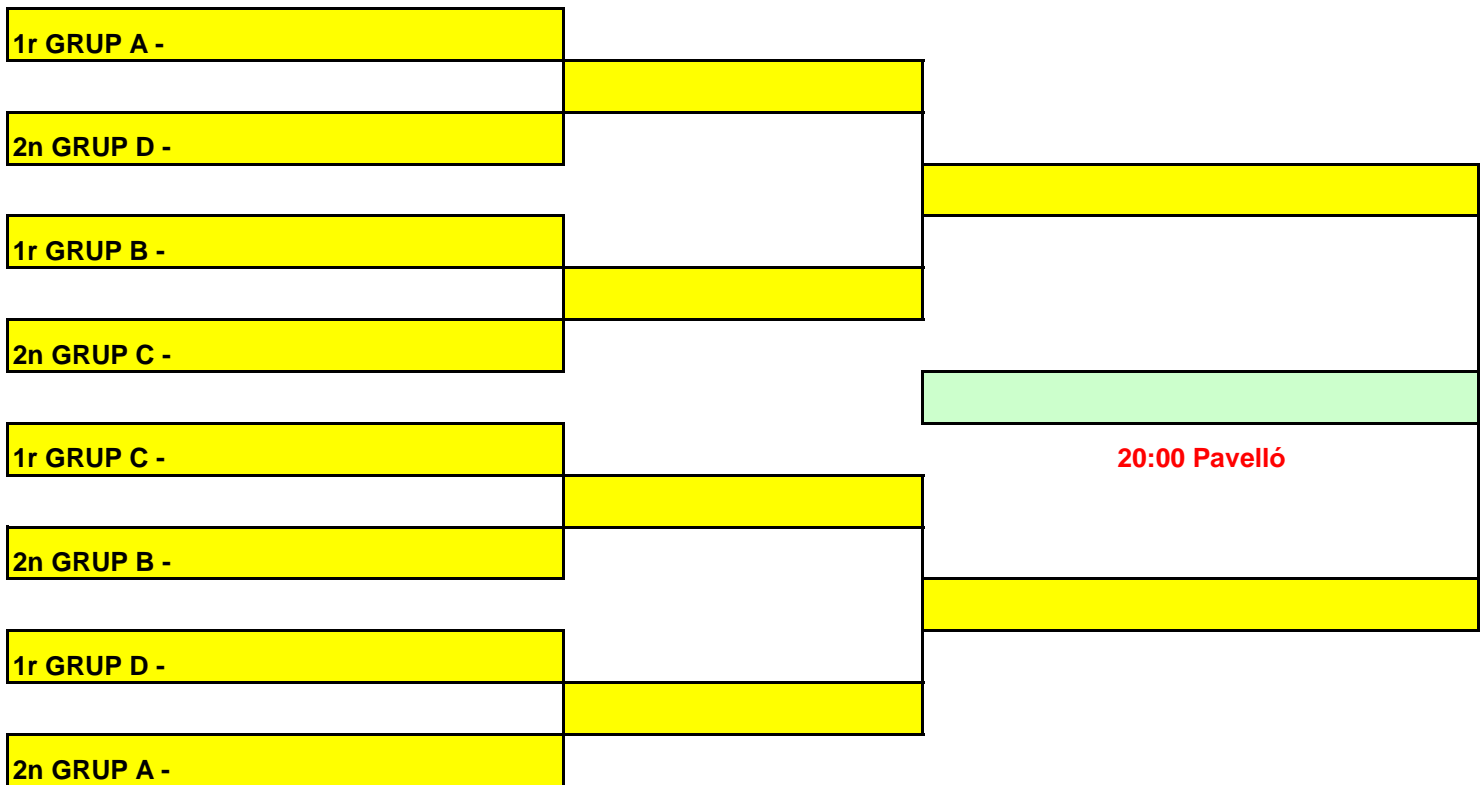 1r GRUP A -
2n GRUP D -
1r GRUP B -
2n GRUP C -
1r GRUP C -
20:00 Pavelló
2n GRUP B -
1r GRUP D -
2n GRUP A -